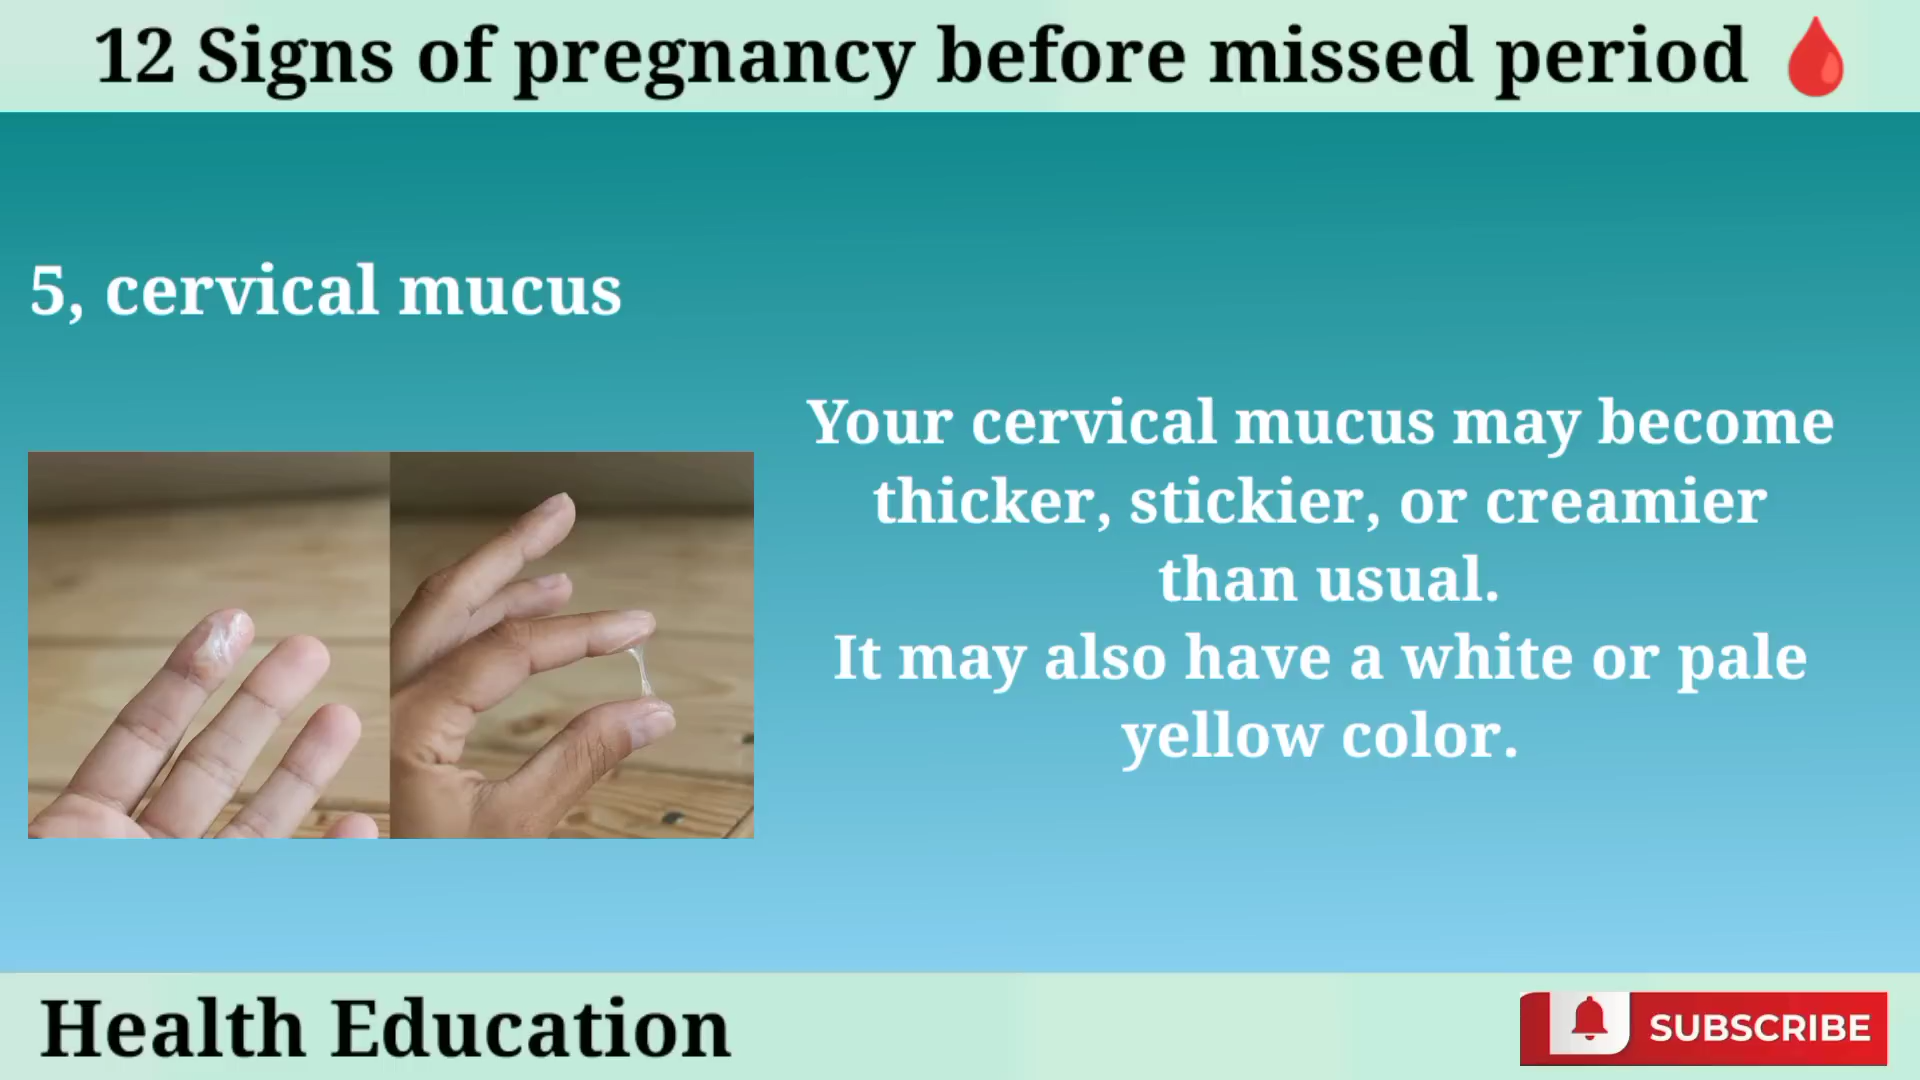 12 Signs of pregnancy before missed period 🩸
5, cervical mucus
Your cervical mucus may become
thicker, stickier, or creamier
than usual.
It may also have a white or pale
yellow color.
Health Education
SUBSCRIBE